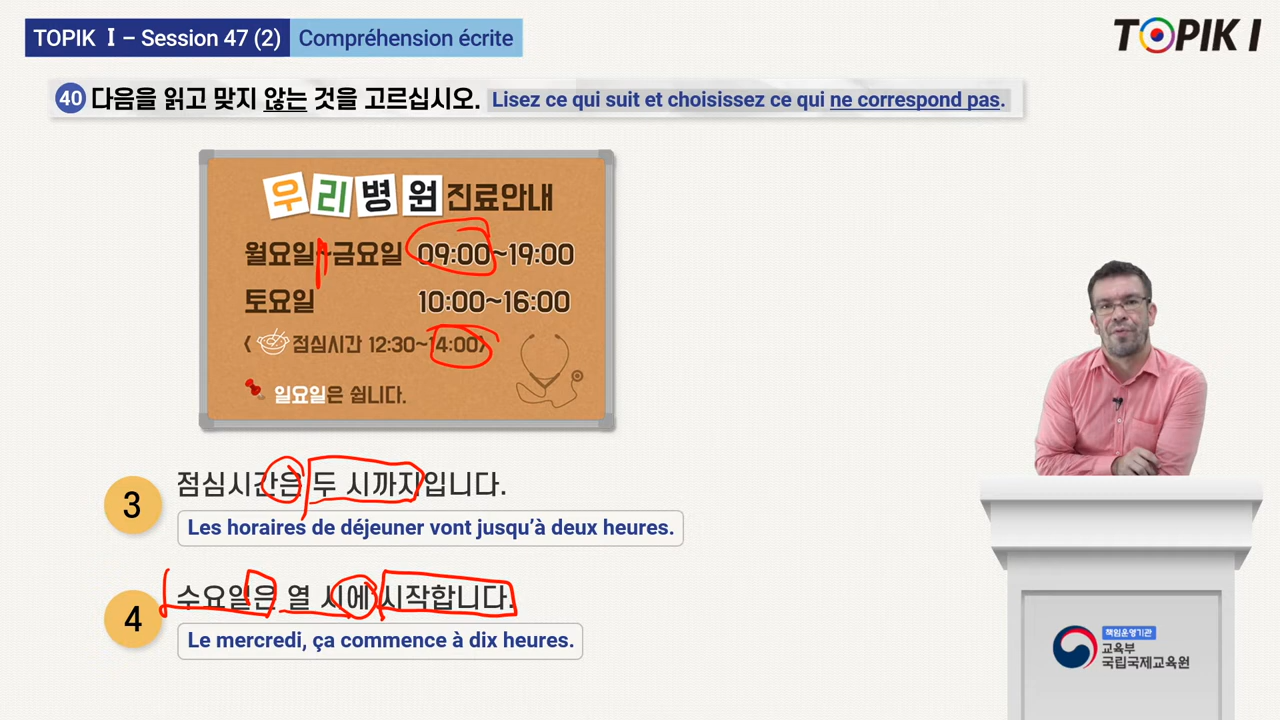 TOPIK Ⅰ – Session 47 (2) Compréhension écrite
TOPIK I
40 다음을 읽고 맞지 않는 것을 고르십시오. Lisez ce qui suit et choisissez ce qui ne correspond pas.
우리병원 진료안내
월요일~금요일 09:00~19:00
토요일 10:00~16:00
( 점심시간 12:30~14:00)
일요일은 쉽니다.
3 점심시간은 두 시까지입니다.
Les horaires de déjeuner vont jusqu’à deux heures.
4 수요일은 열 시에 시작합니다.
Le mercredi, ça commence à dix heures.
책임운영기관
교육부
국립국제교육원